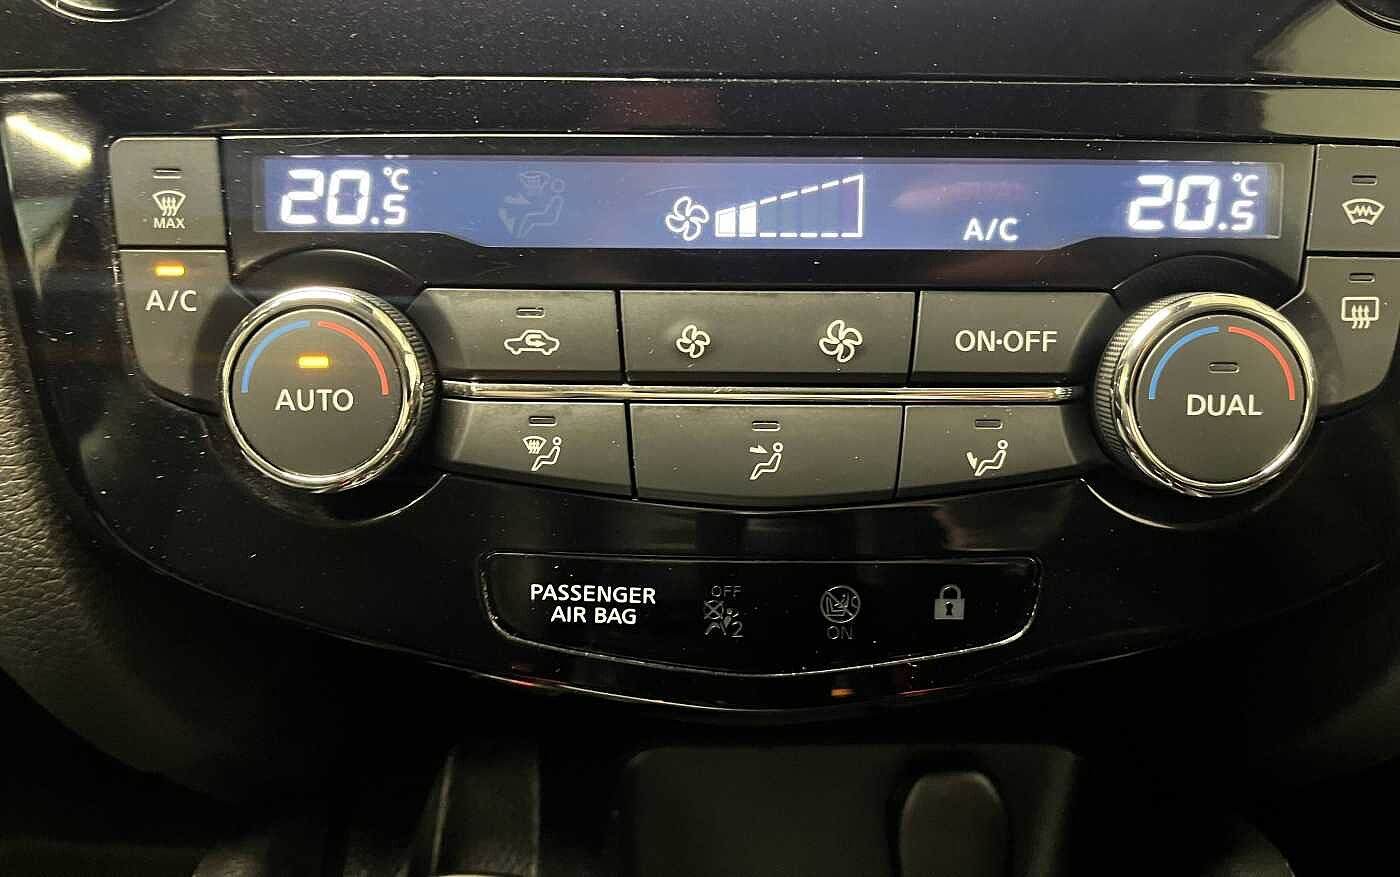 20.5 °C
A/C
20.5 °C
MAX
A/C
AUTO
ON·OFF
DUAL
PASSENGER
AIR BAG
OFF
2
ON